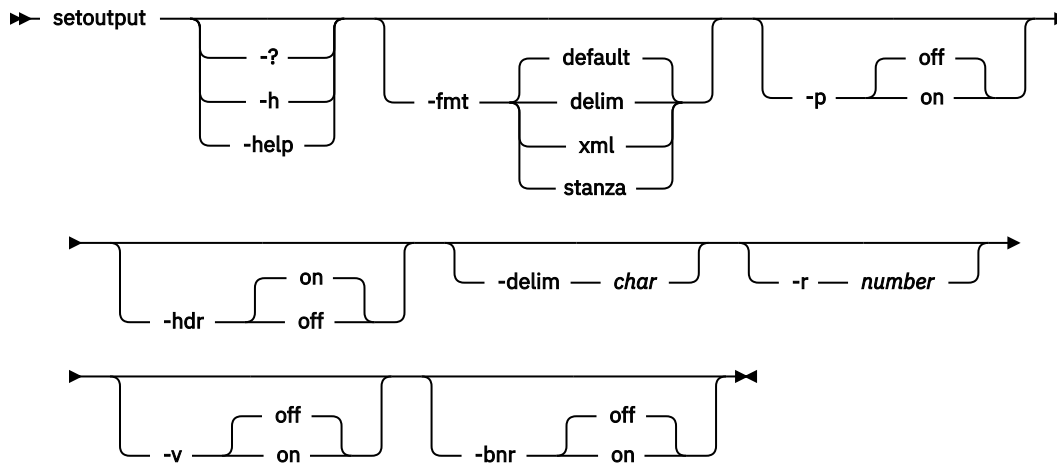 setoutput
-?
-h
-help
-fmt
default
delim
xml
stanza
-p
off
on
-hdr
on
off
-delim char
-r number
-v
off
on
-bnr
off
on